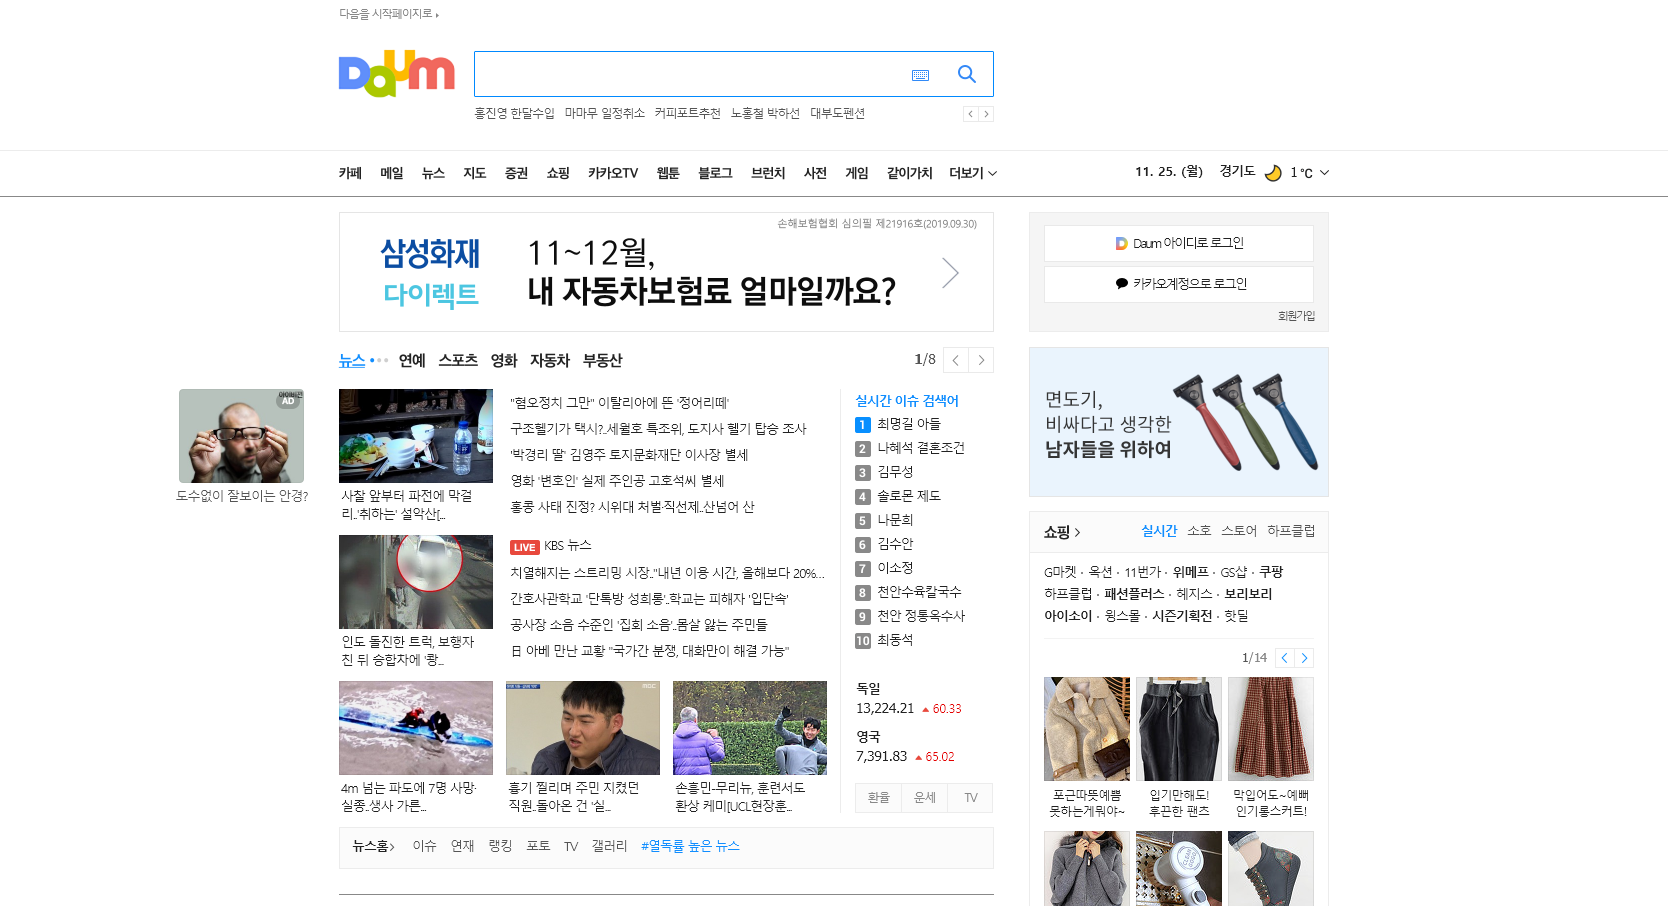 다음을 시작페이지로
Daum
홍진영 한달수입 마마무 일정취소 커피포트추천 노홍철 박하선 대부도펜션
카페 메일 뉴스 지도 증권 쇼핑 카카오TV 웹툰 블로그 브런치 사전 게임 같이가치 더보기
11. 25. (월) 경기도 1℃
손해보험협회 심의필 제21916호(2019.09.30)
삼성화재
다이렉트
11~12월,
내 자동차보험료 얼마일까요?
Daum 아이디로 로그인
카카오계정으로 로그인
회원가입
뉴스 연예 스포츠 영화 자동차 부동산
1/8
AD
도수없이 잘보이는 안경?
사찰 앞부터 파전에 막걸
리..'취하는' 설악산[...
인도 돌진한 트럭, 보행자
친 뒤 승합차에 '쾅...
"혐오정치 그만" 이탈리아에 뜬 '정어리떼'
구조헬기가 택시?..세월호 특조위, 도지사 헬기 탑승 조사
'박경리 딸' 김영주 토지문화재단 이사장 별세
영화 '변호인' 실제 주인공 고호석씨 별세
홍콩 사태 진정? 시위대 처벌·직선제..산넘어 산
LIVE KBS 뉴스
치열해지는 스트리밍 시장.."내년 이용 시간, 올해보다 20%...
간호사관학교 '단톡방 성희롱'..학교는 피해자 '입단속'
공사장 소음 수준인 '집회 소음'..몸살 앓는 주민들
日 아베 만난 교황 "국가간 분쟁, 대화만이 해결 가능"
4m 넘는 파도에 7명 사망·
실종..생사 가른...
MBC
흉기 찔리며 주민 지켰던
직원..돌아온 건 '실...
손흥민-무리뉴, 훈련서도
환상 케미[UCL현장훈...
실시간 이슈 검색어
1 최명길 아들
2 나혜석 결혼조건
3 김무성
4 솔로몬 제도
5 나문희
6 김수안
7 이소정
8 천안수육칼국수
9 천안 정통옥수사
10 최동석
독일
13,224.21 60.33
영국
7,391.83 65.02
환율 운세 TV
뉴스홈 이슈 연재 랭킹 포토 TV 갤러리 #열독률 높은 뉴스
면도기,
비싸다고 생각한
남자들을 위하여
쇼핑 실시간 소호 스토어 하프클럽
G마켓· 옥션· 11번가· 위메프· GS샵· 쿠팡
하프클럽· 패션플러스· 헤지스· 보리보리
아이소이· 윙스몰· 시즌기획전· 핫딜
1/14
포근따뜻예쁨
못하는게뭐야~
입기만해도!
후끈한 팬츠
막입어도~예뻐
인기롱스커트!